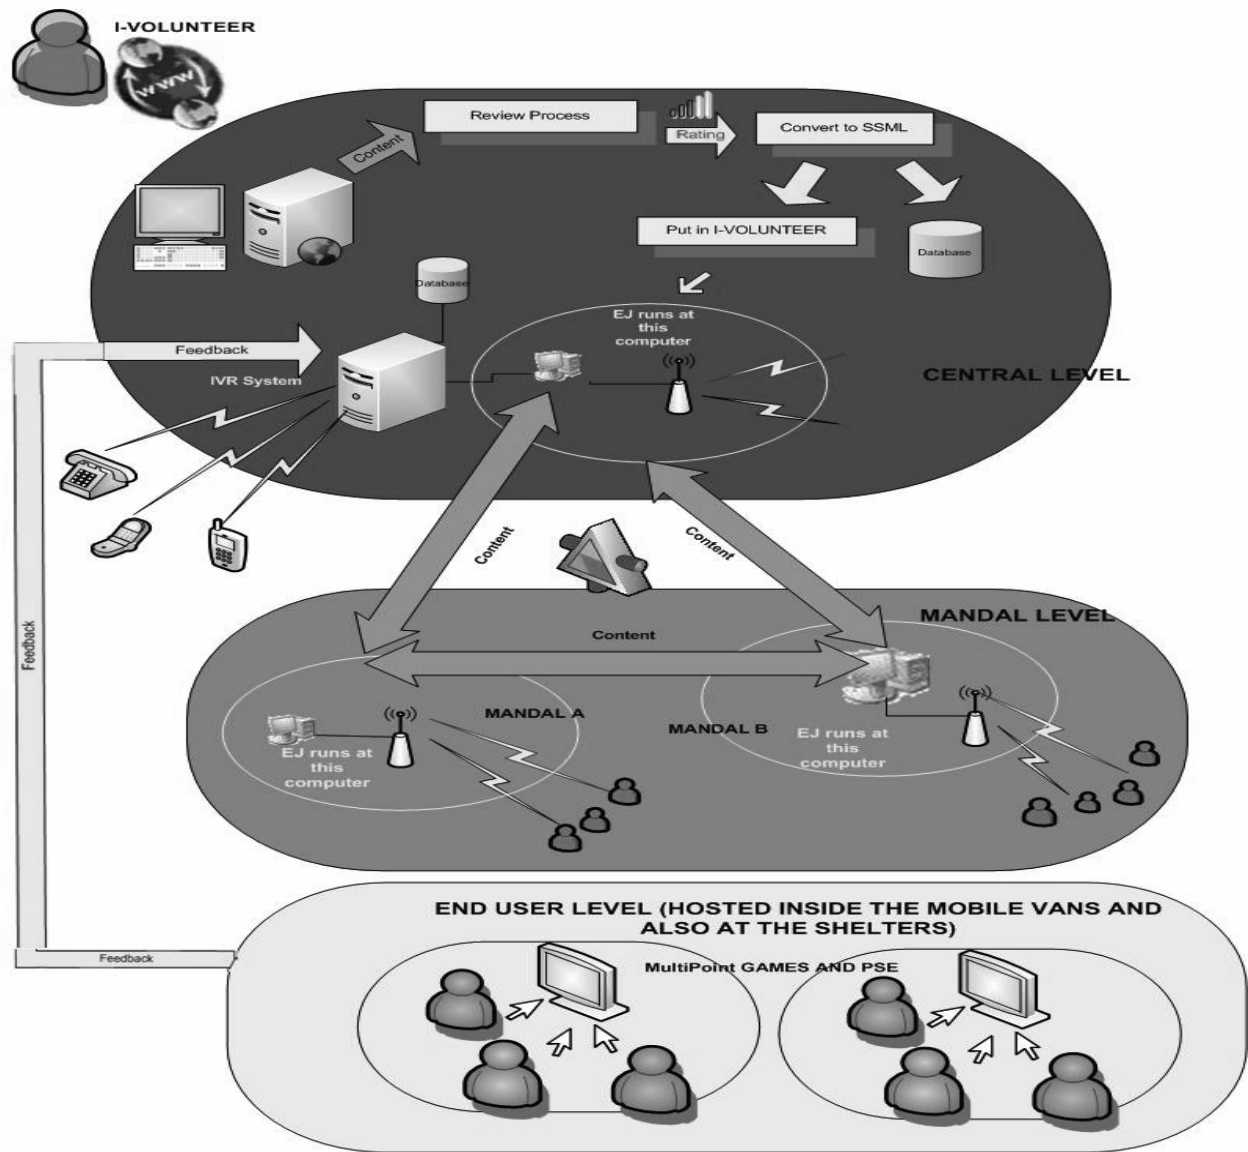 I-VOLUNTEER
WWW
Review Process
Rating
Convert to SSML
Content
Put in I-VOLUNTEER
Database
Database
EJ runs at
this
computer
Feedback
IVR System
CENTRAL LEVEL
Content
Content
MANDAL LEVEL
Content
MANDAL A
MANDAL B
EJ runs at
this
computer
EJ runs at
this
computer
Feedback
END USER LEVEL (HOSTED INSIDE THE MOBILE VANS AND
ALSO AT THE SHELTERS)
Feedback
MultiPoint GAMES AND PSE